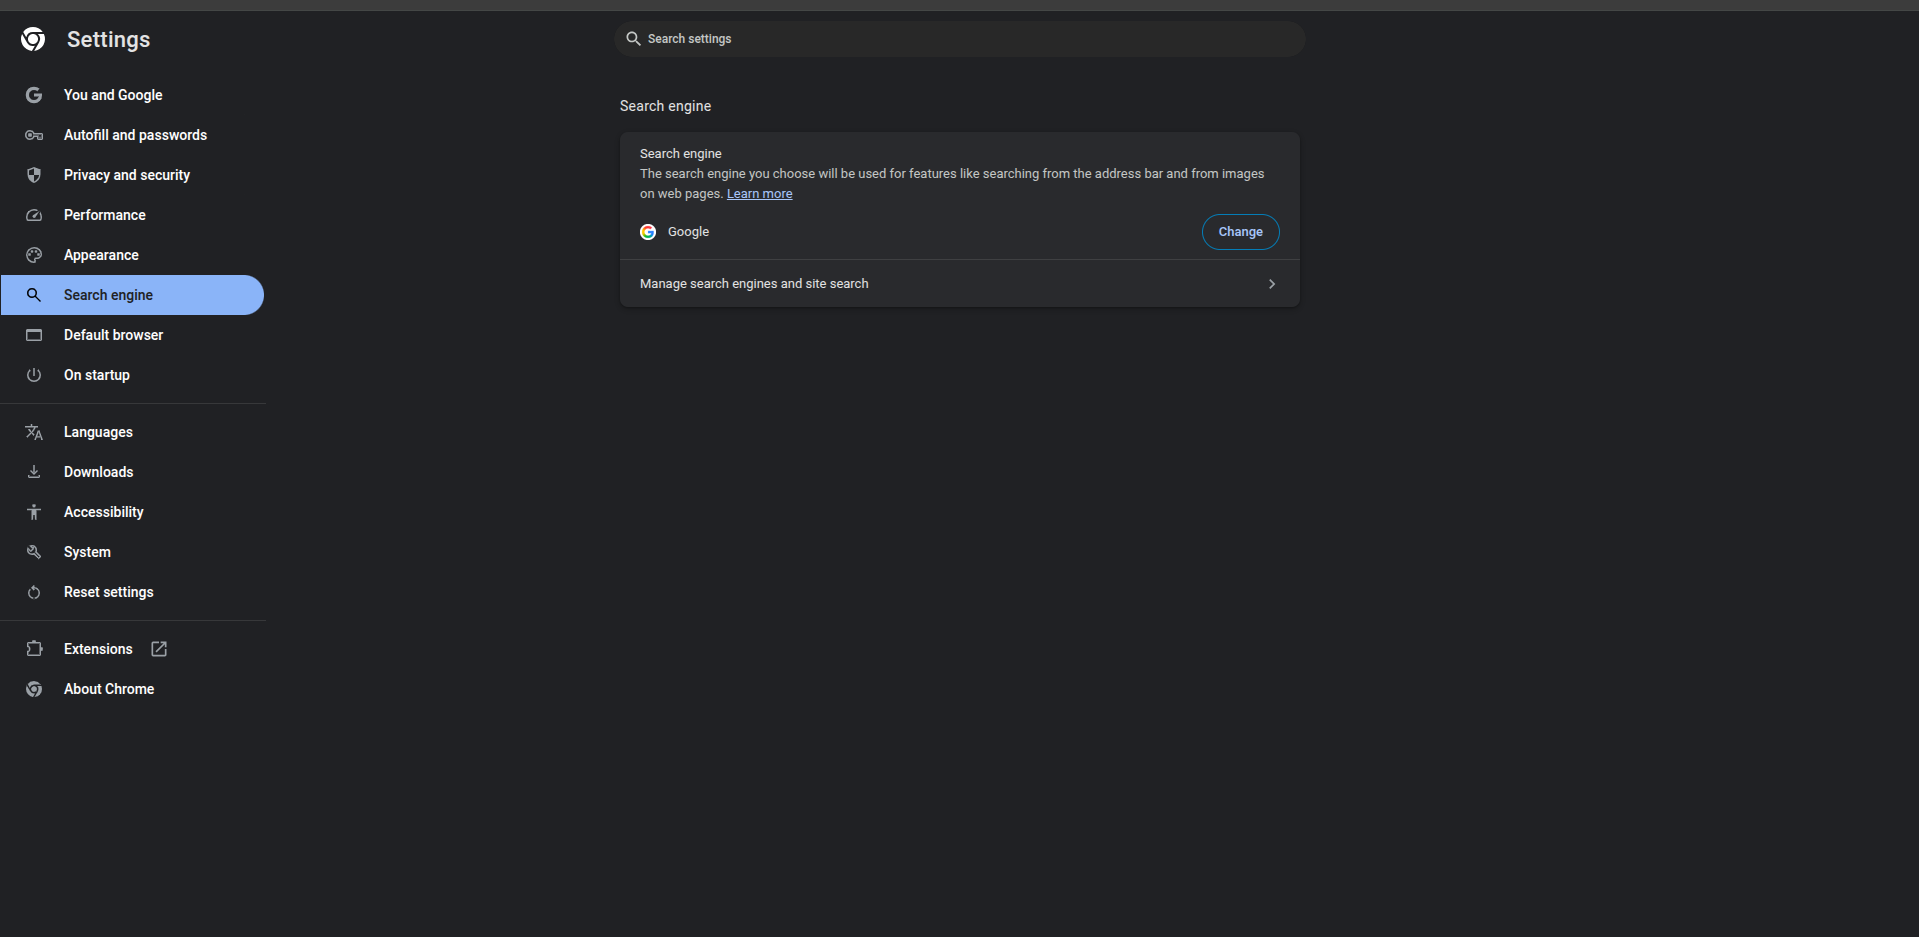 Settings
Search settings
You and Google
Autofill and passwords
Privacy and security
Performance
Appearance
Search engine
Default browser
On startup
Languages
Downloads
Accessibility
System
Reset settings
Extensions
About Chrome
Search engine
Search engine
The search engine you choose will be used for features like searching from the address bar and from images
on web pages. Learn more
Google
Change
Manage search engines and site search